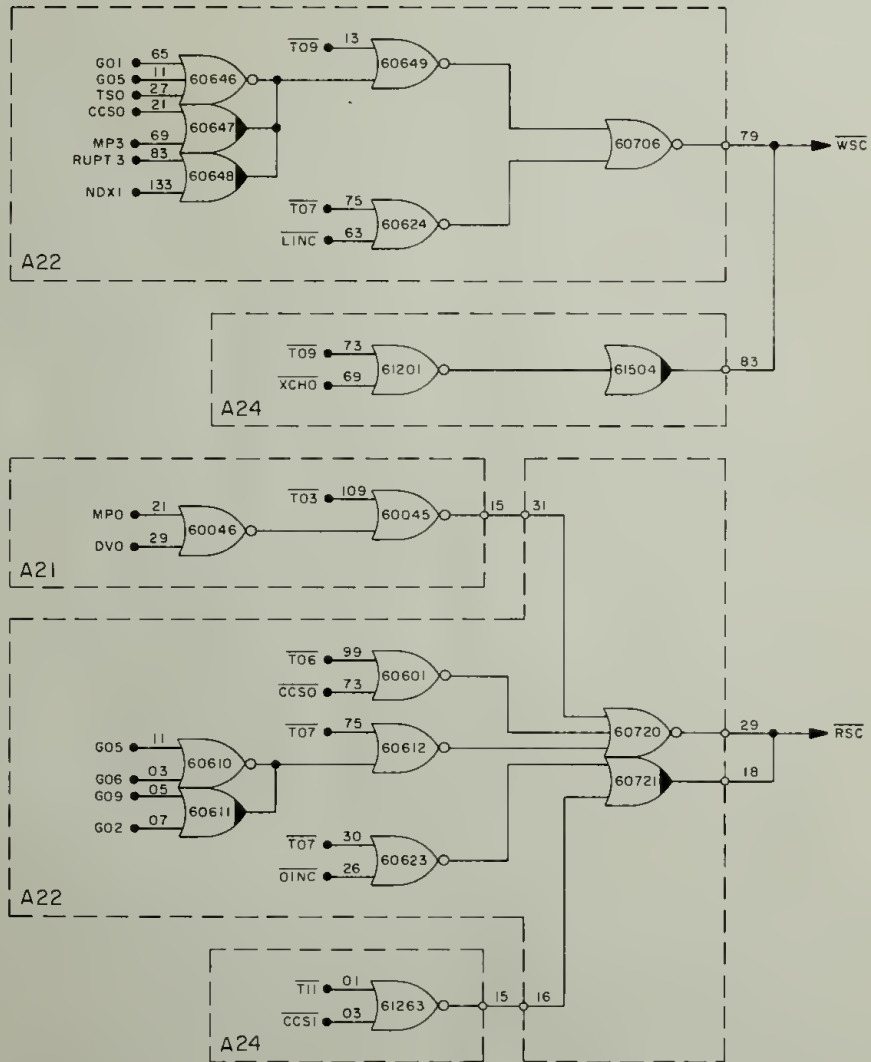 G01 65
G05 11
TS0 27
CCS0 21
MP3 69
RUPT 3 83
NDX1 133
60646
60647
60648
T09 13
60649
T07 75
LINC 63
60624
60706
79
WSC
A22
T09 73
XCH0 69
61201
61504
83
A24
MP0 21
DV0 29
60046
T03 109
60045
15
31
A21
T06 99
CCS0 73
60601
G05 11
G06 03
G09 05
G02 07
60610
60611
T07 75
60612
T07 30
OINC 26
60623
60720
60721
29
18
RSC
A22
T11 01
CCS1 03
61263
15
16
A24